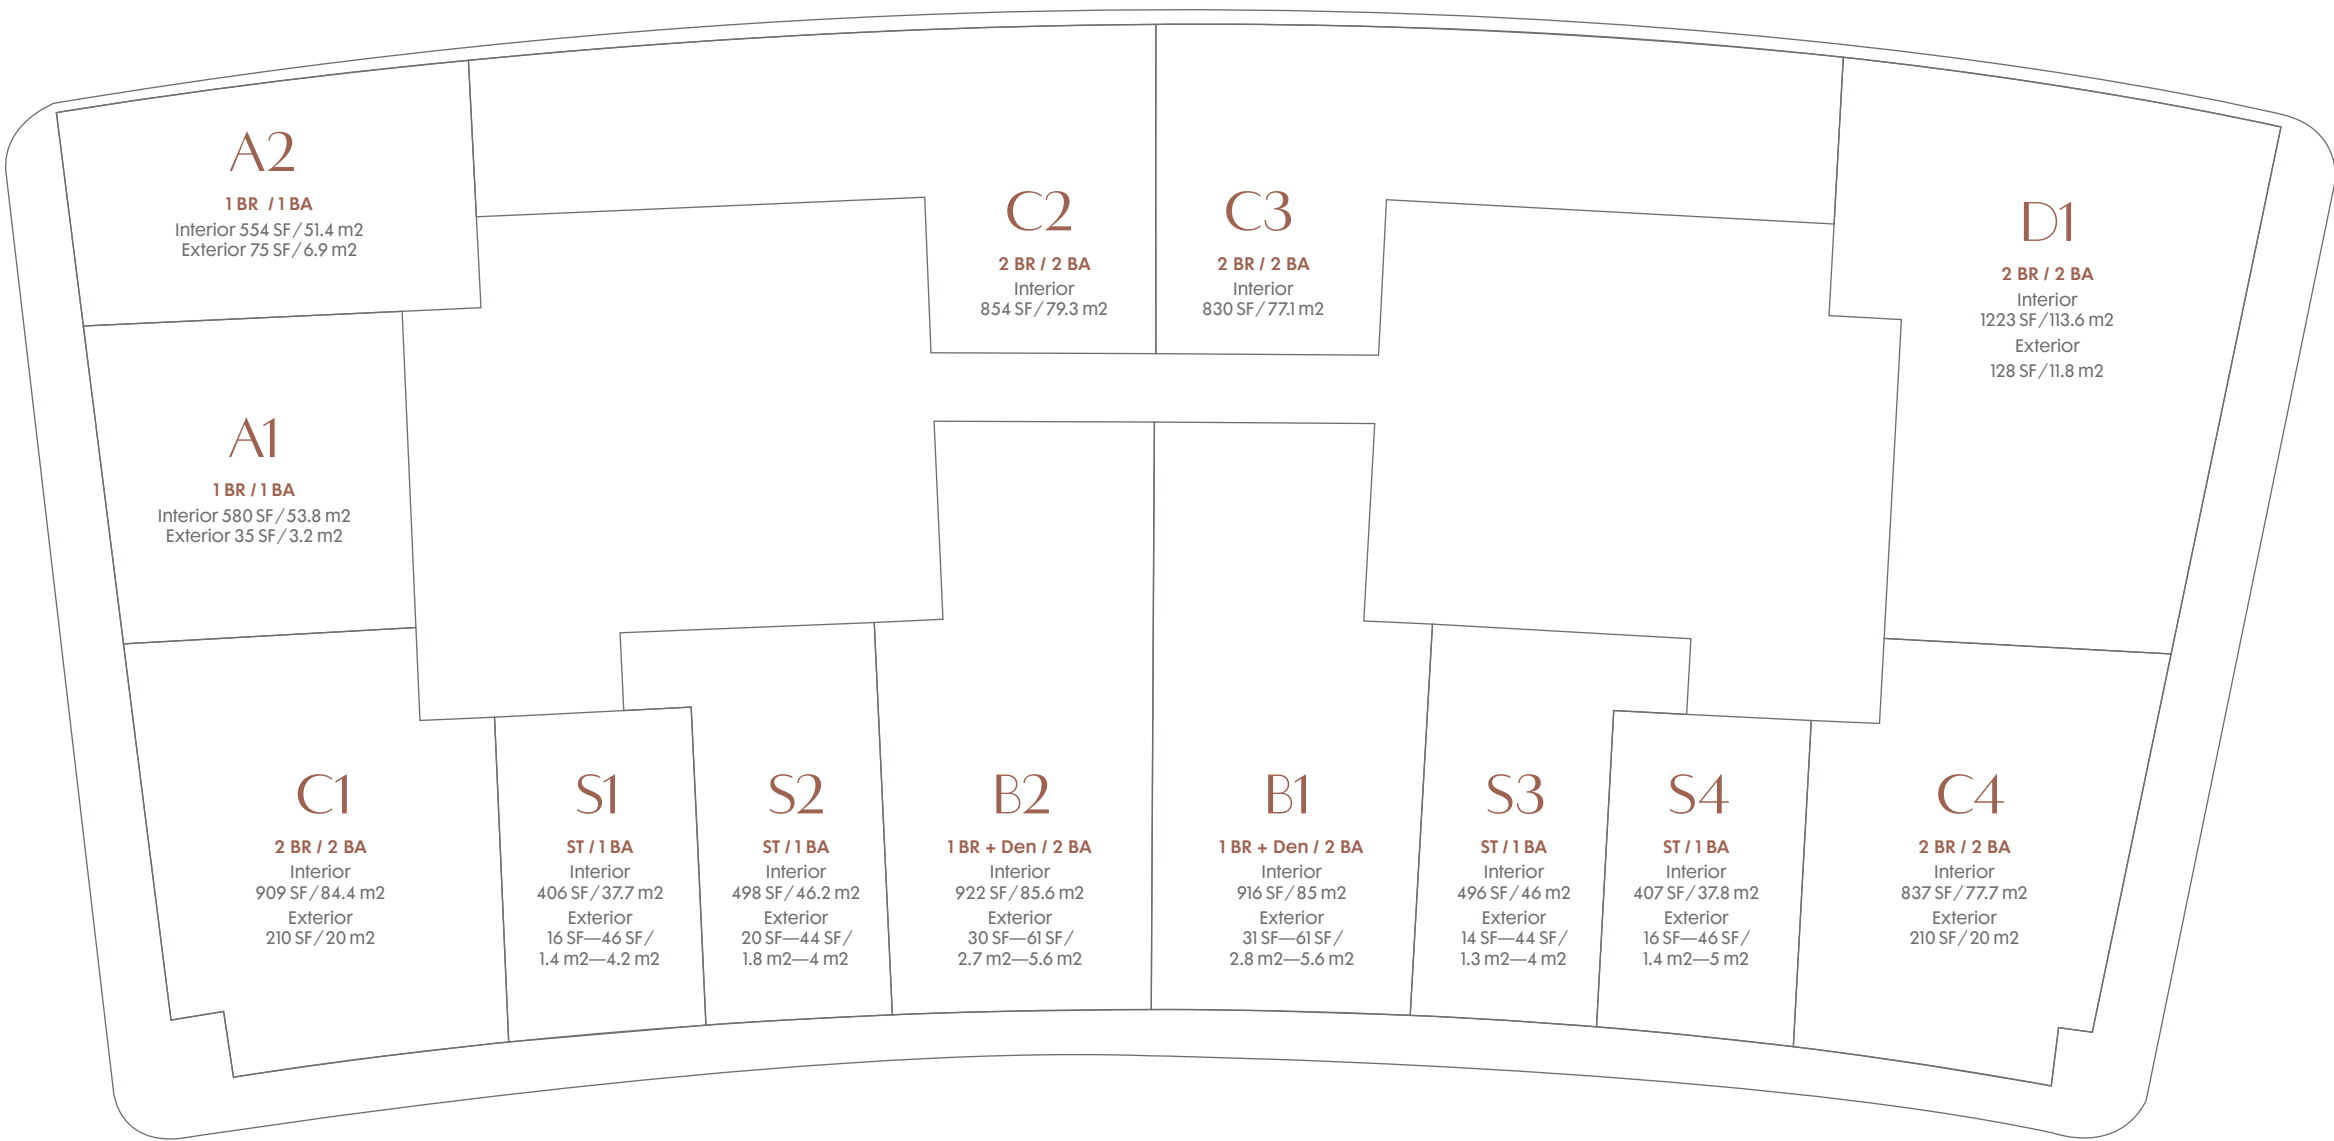 A2
1 BR / 1 BA
Interior 554 SF/51.4 m2
Exterior 75 SF/6.9 m2
C2
2 BR / 2 BA
Interior
854 SF/79.3 m2
C3
2 BR / 2 BA
Interior
830 SF/77.1 m2
D1
2 BR / 2 BA
Interior
1223 SF/113.6 m2
Exterior
128 SF/11.8 m2
A1
1 BR / 1 BA
Interior 580 SF/53.8 m2
Exterior 35 SF/3.2 m2
C1
2 BR / 2 BA
Interior
909 SF/84.4 m2
Exterior
210 SF/20 m2
S1
ST / 1 BA
Interior
406 SF/37.7 m2
Exterior
16 SF—46 SF/
1.4 m2—4.2 m2
S2
ST / 1 BA
Interior
498 SF/46.2 m2
Exterior
20 SF—44 SF/
1.8 m2—4 m2
B2
1 BR + Den / 2 BA
Interior
922 SF/85.6 m2
Exterior
30 SF—61 SF/
2.7 m2—5.6 m2
B1
1 BR + Den / 2 BA
Interior
916 SF/85 m2
Exterior
31 SF—61 SF/
2.8 m2—5.6 m2
S3
ST / 1 BA
Interior
496 SF/46 m2
Exterior
14 SF—44 SF/
1.3 m2—4 m2
S4
ST / 1 BA
Interior
407 SF/37.8 m2
Exterior
16 SF—46 SF/
1.4 m2—5 m2
C4
2 BR / 2 BA
Interior
837 SF/77.7 m2
Exterior
210 SF/20 m2